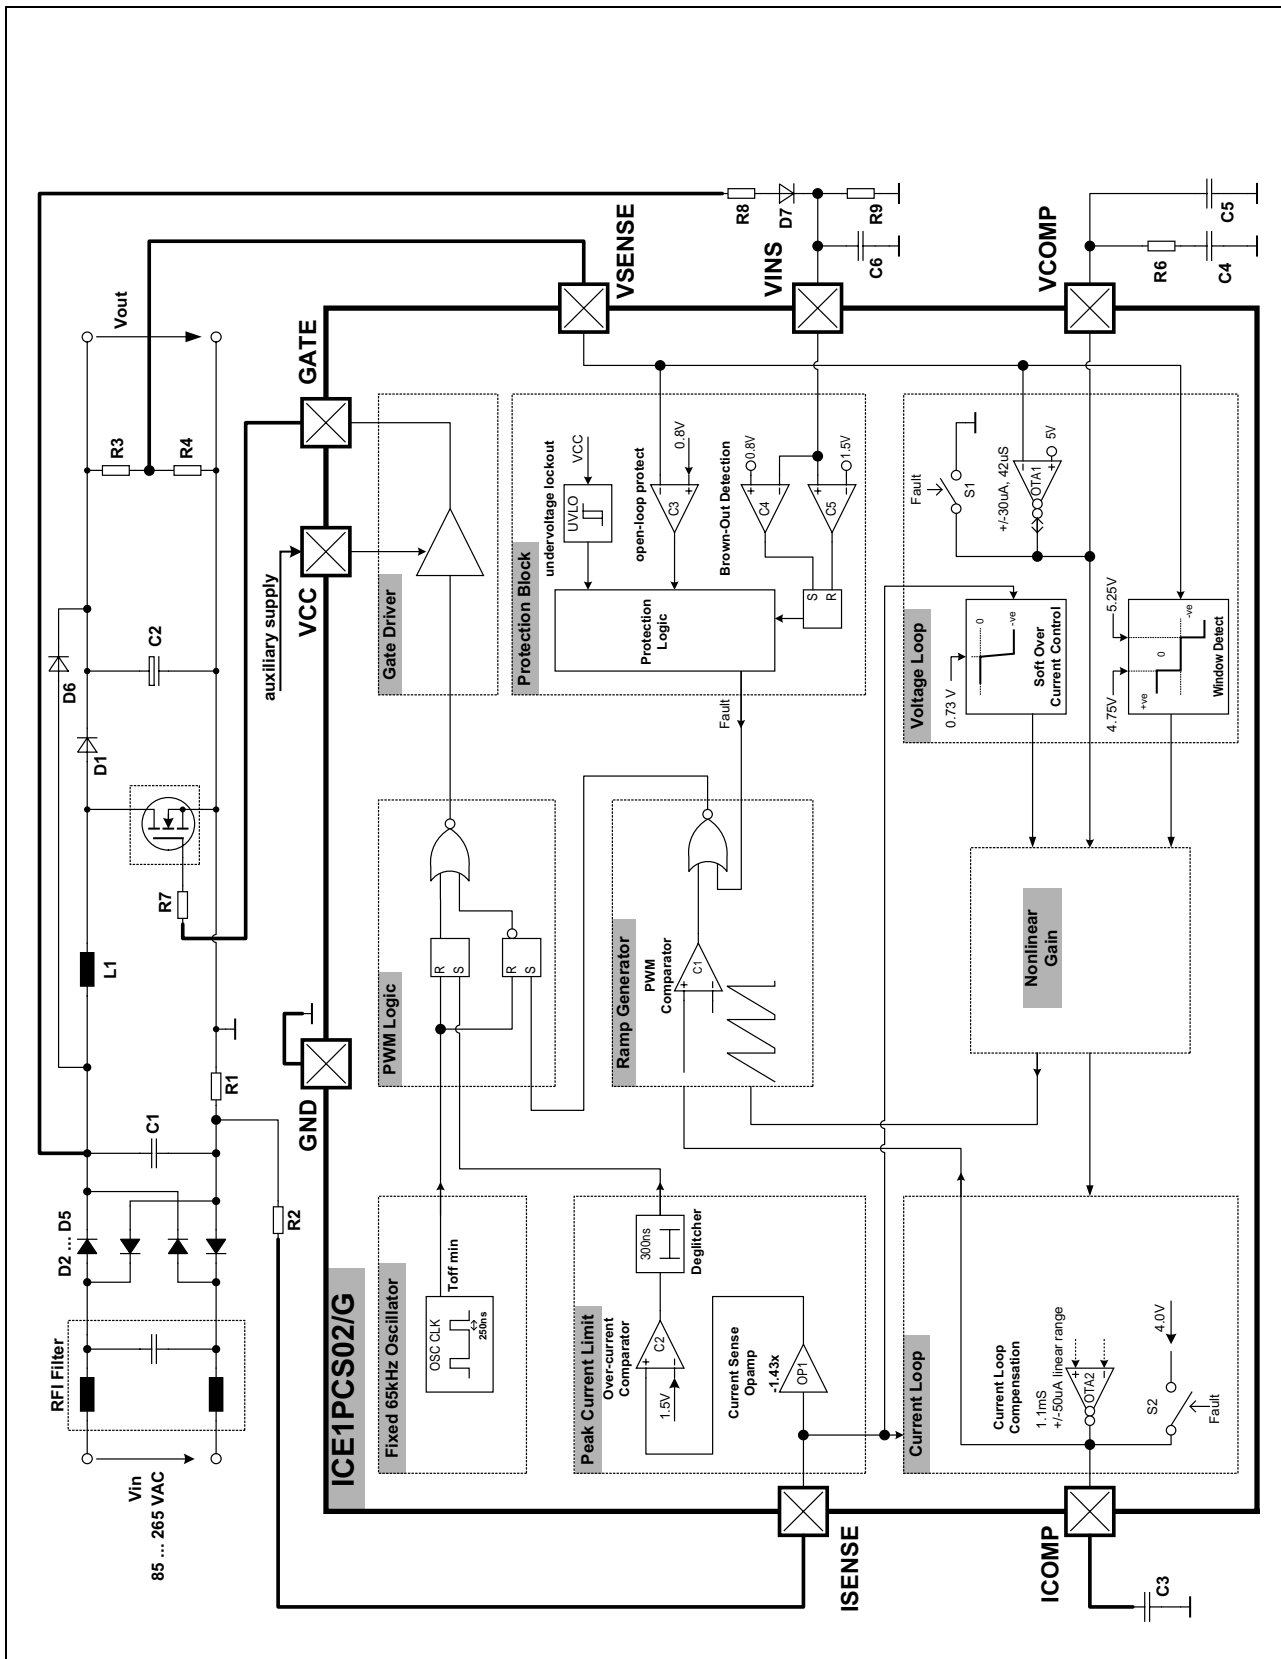 RFI Filter
Vin
85 ... 265 VAC
D2 ... D5
C1
R1
R2
L1
R7
D1
D6
C2
R3
R4
Vout
auxiliary supply
GND
VCC
GATE
ICE1PCS02/G
Fixed 65kHz Oscillator
OSC CLK
250ns
Toff min
PWM Logic
R
S
R
S
Gate Driver
Peak Current Limit
Over-current
Comparator
1.5V
C2
300ns
Deglitcher
Current Sense
Opamp
-1.43x
OP1
Ramp Generator
PWM
Comparator
C1
Protection Block
undervoltage lockout
UVLO
VCC
open-loop protect
C3
0.8V
Brown-Out Detection
C4
0.8V
C5
1.5V
S
R
Protection
Logic
Fault
VSENSE
VINS
VCOMP
R8
D7
R9
C6
R6
C4
C5
Current Loop
Current Loop
Compensation
1.1mS
+/-50uA linear range
OTA2
4.0V
S2
Fault
Nonlinear
Gain
Voltage Loop
Fault
S1
+/-30uA, 42uS
OTA1
5V
0.73 V
0
-ve
Soft Over
Current Control
4.75V
5.25V
+ve
0
-ve
Window Detect
ISENSE
ICOMP
C3